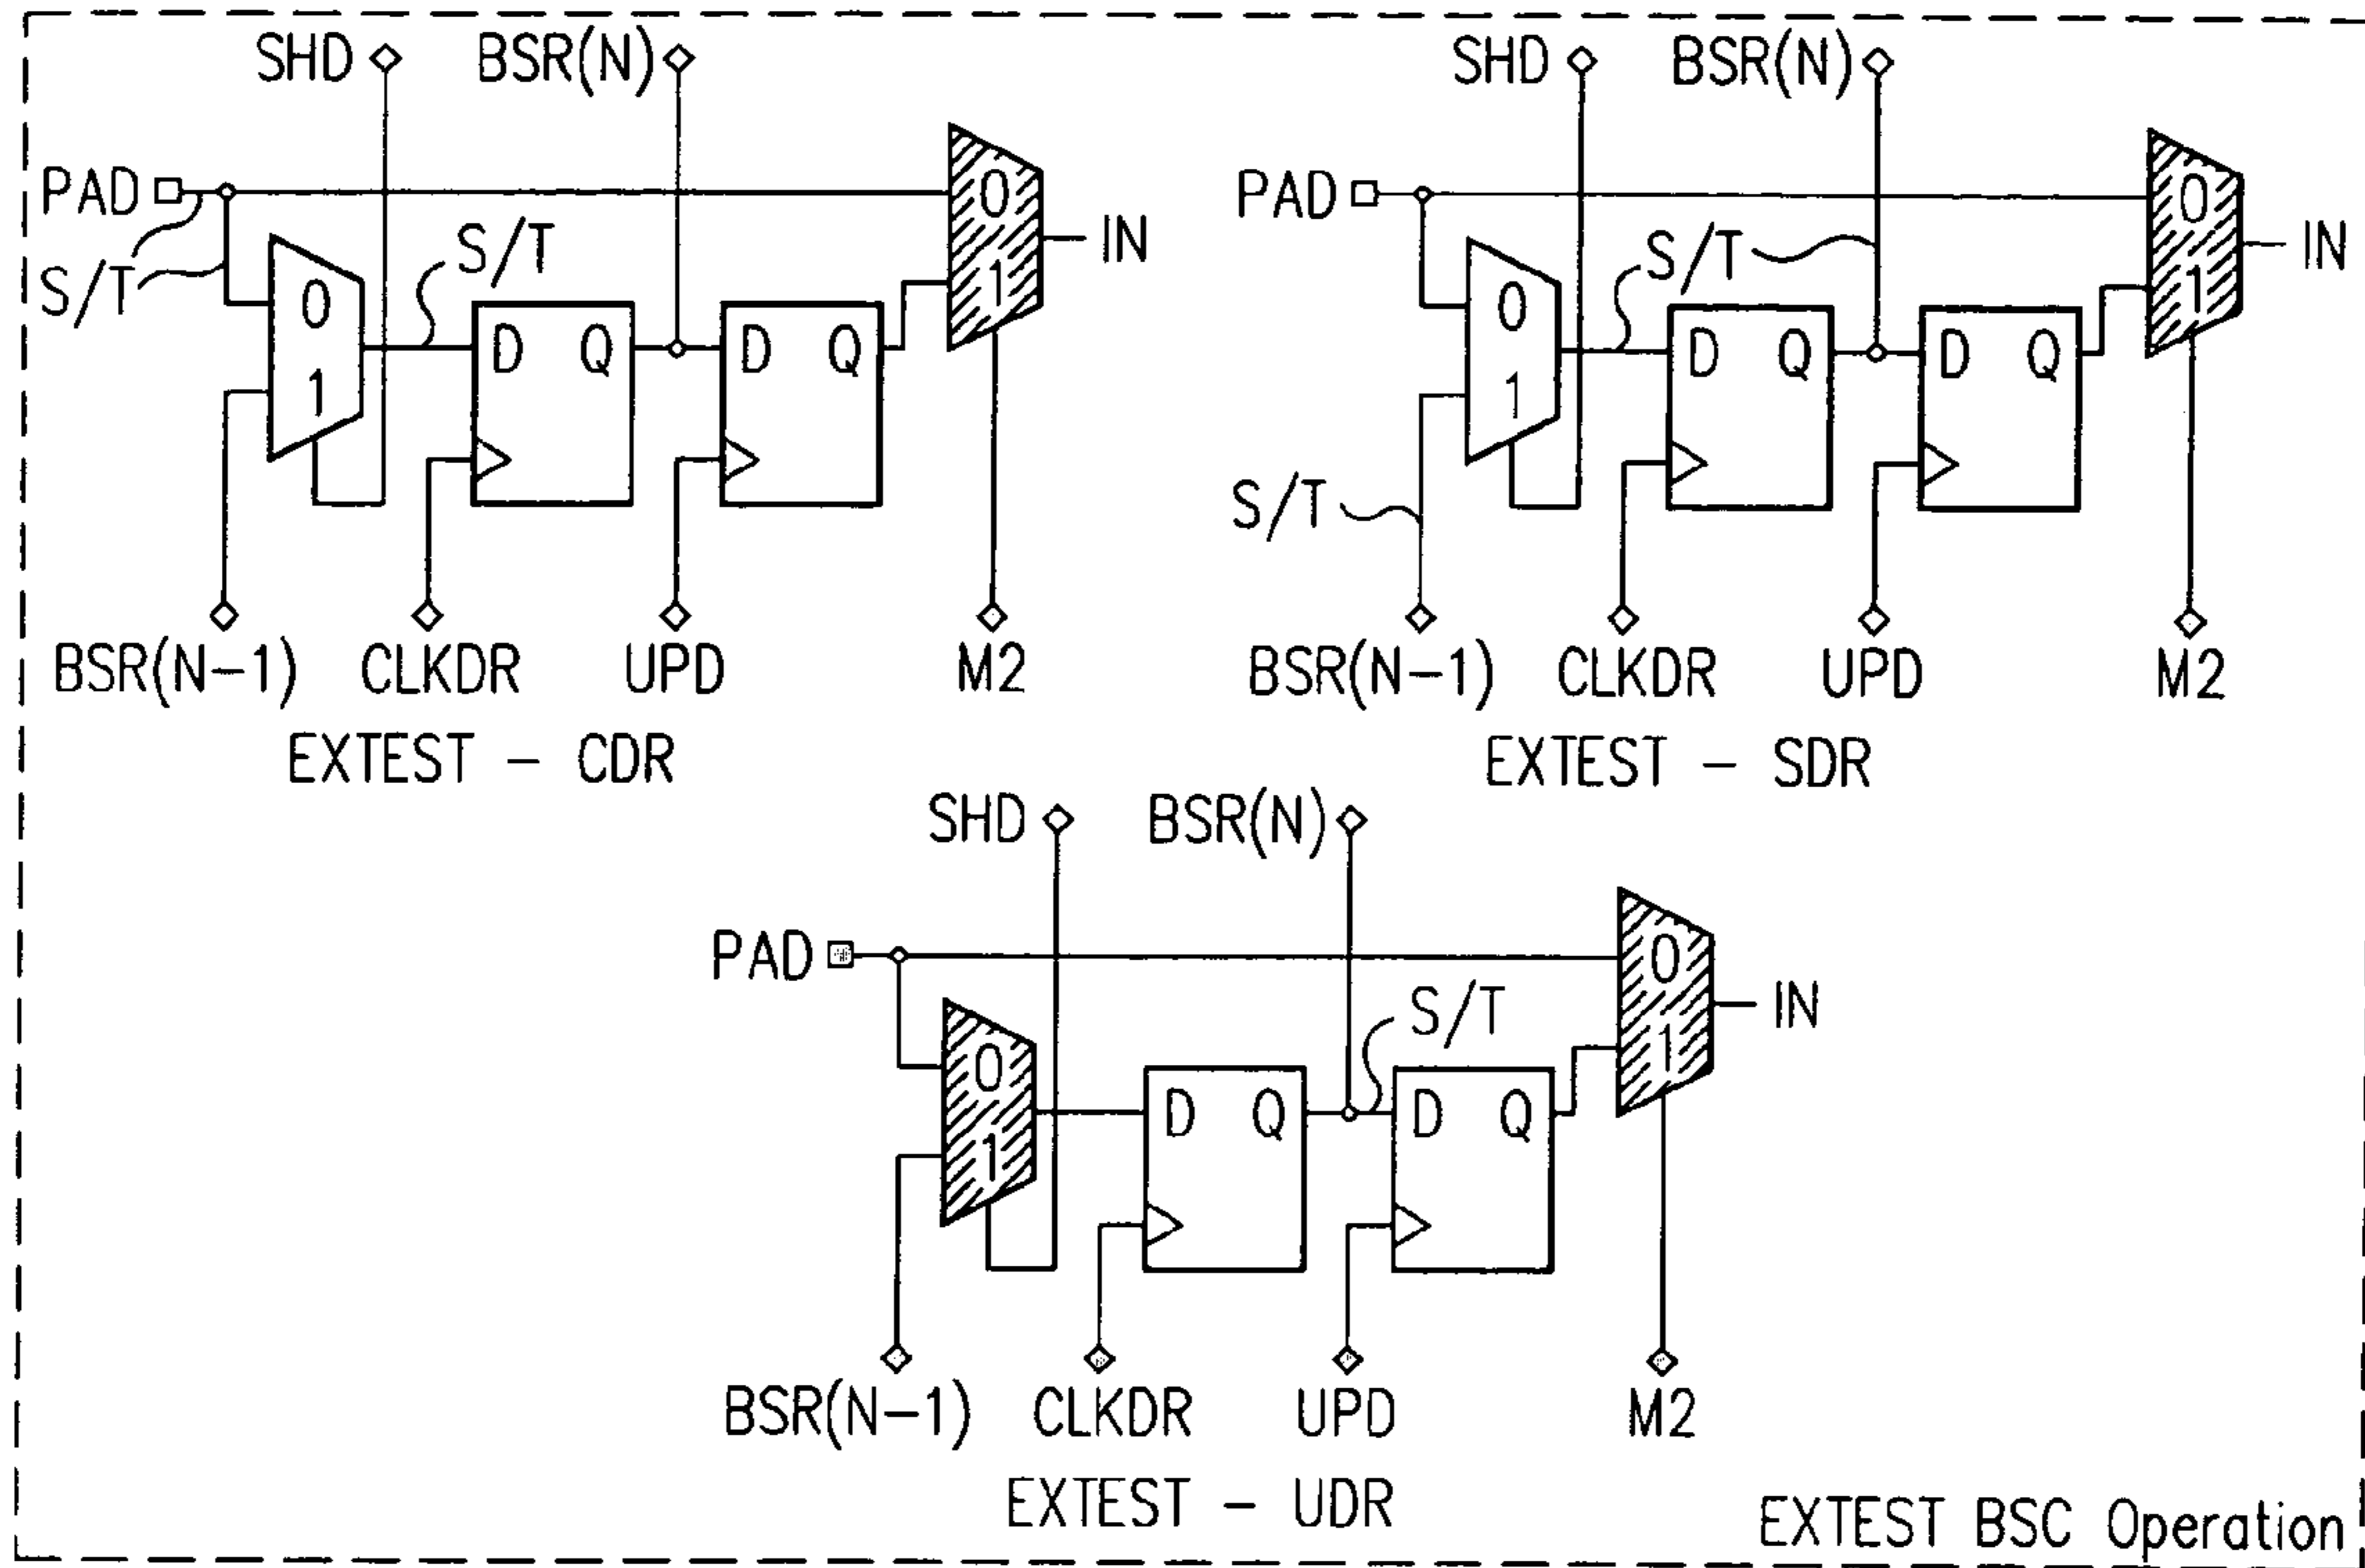 SHD BSR(N)
PAD
S/T
S/T
0
1
D Q
D Q
0
1
IN
BSR(N-1) CLKDR UPD M2
EXTEST - CDR
SHD BSR(N)
PAD
S/T
S/T
0
1
D Q
D Q
0
1
IN
BSR(N-1) CLKDR UPD M2
EXTEST - SDR
SHD BSR(N)
PAD
S/T
0
1
D Q
D Q
0
1
IN
BSR(N-1) CLKDR UPD M2
EXTEST - UDR
EXTEST BSC Operation